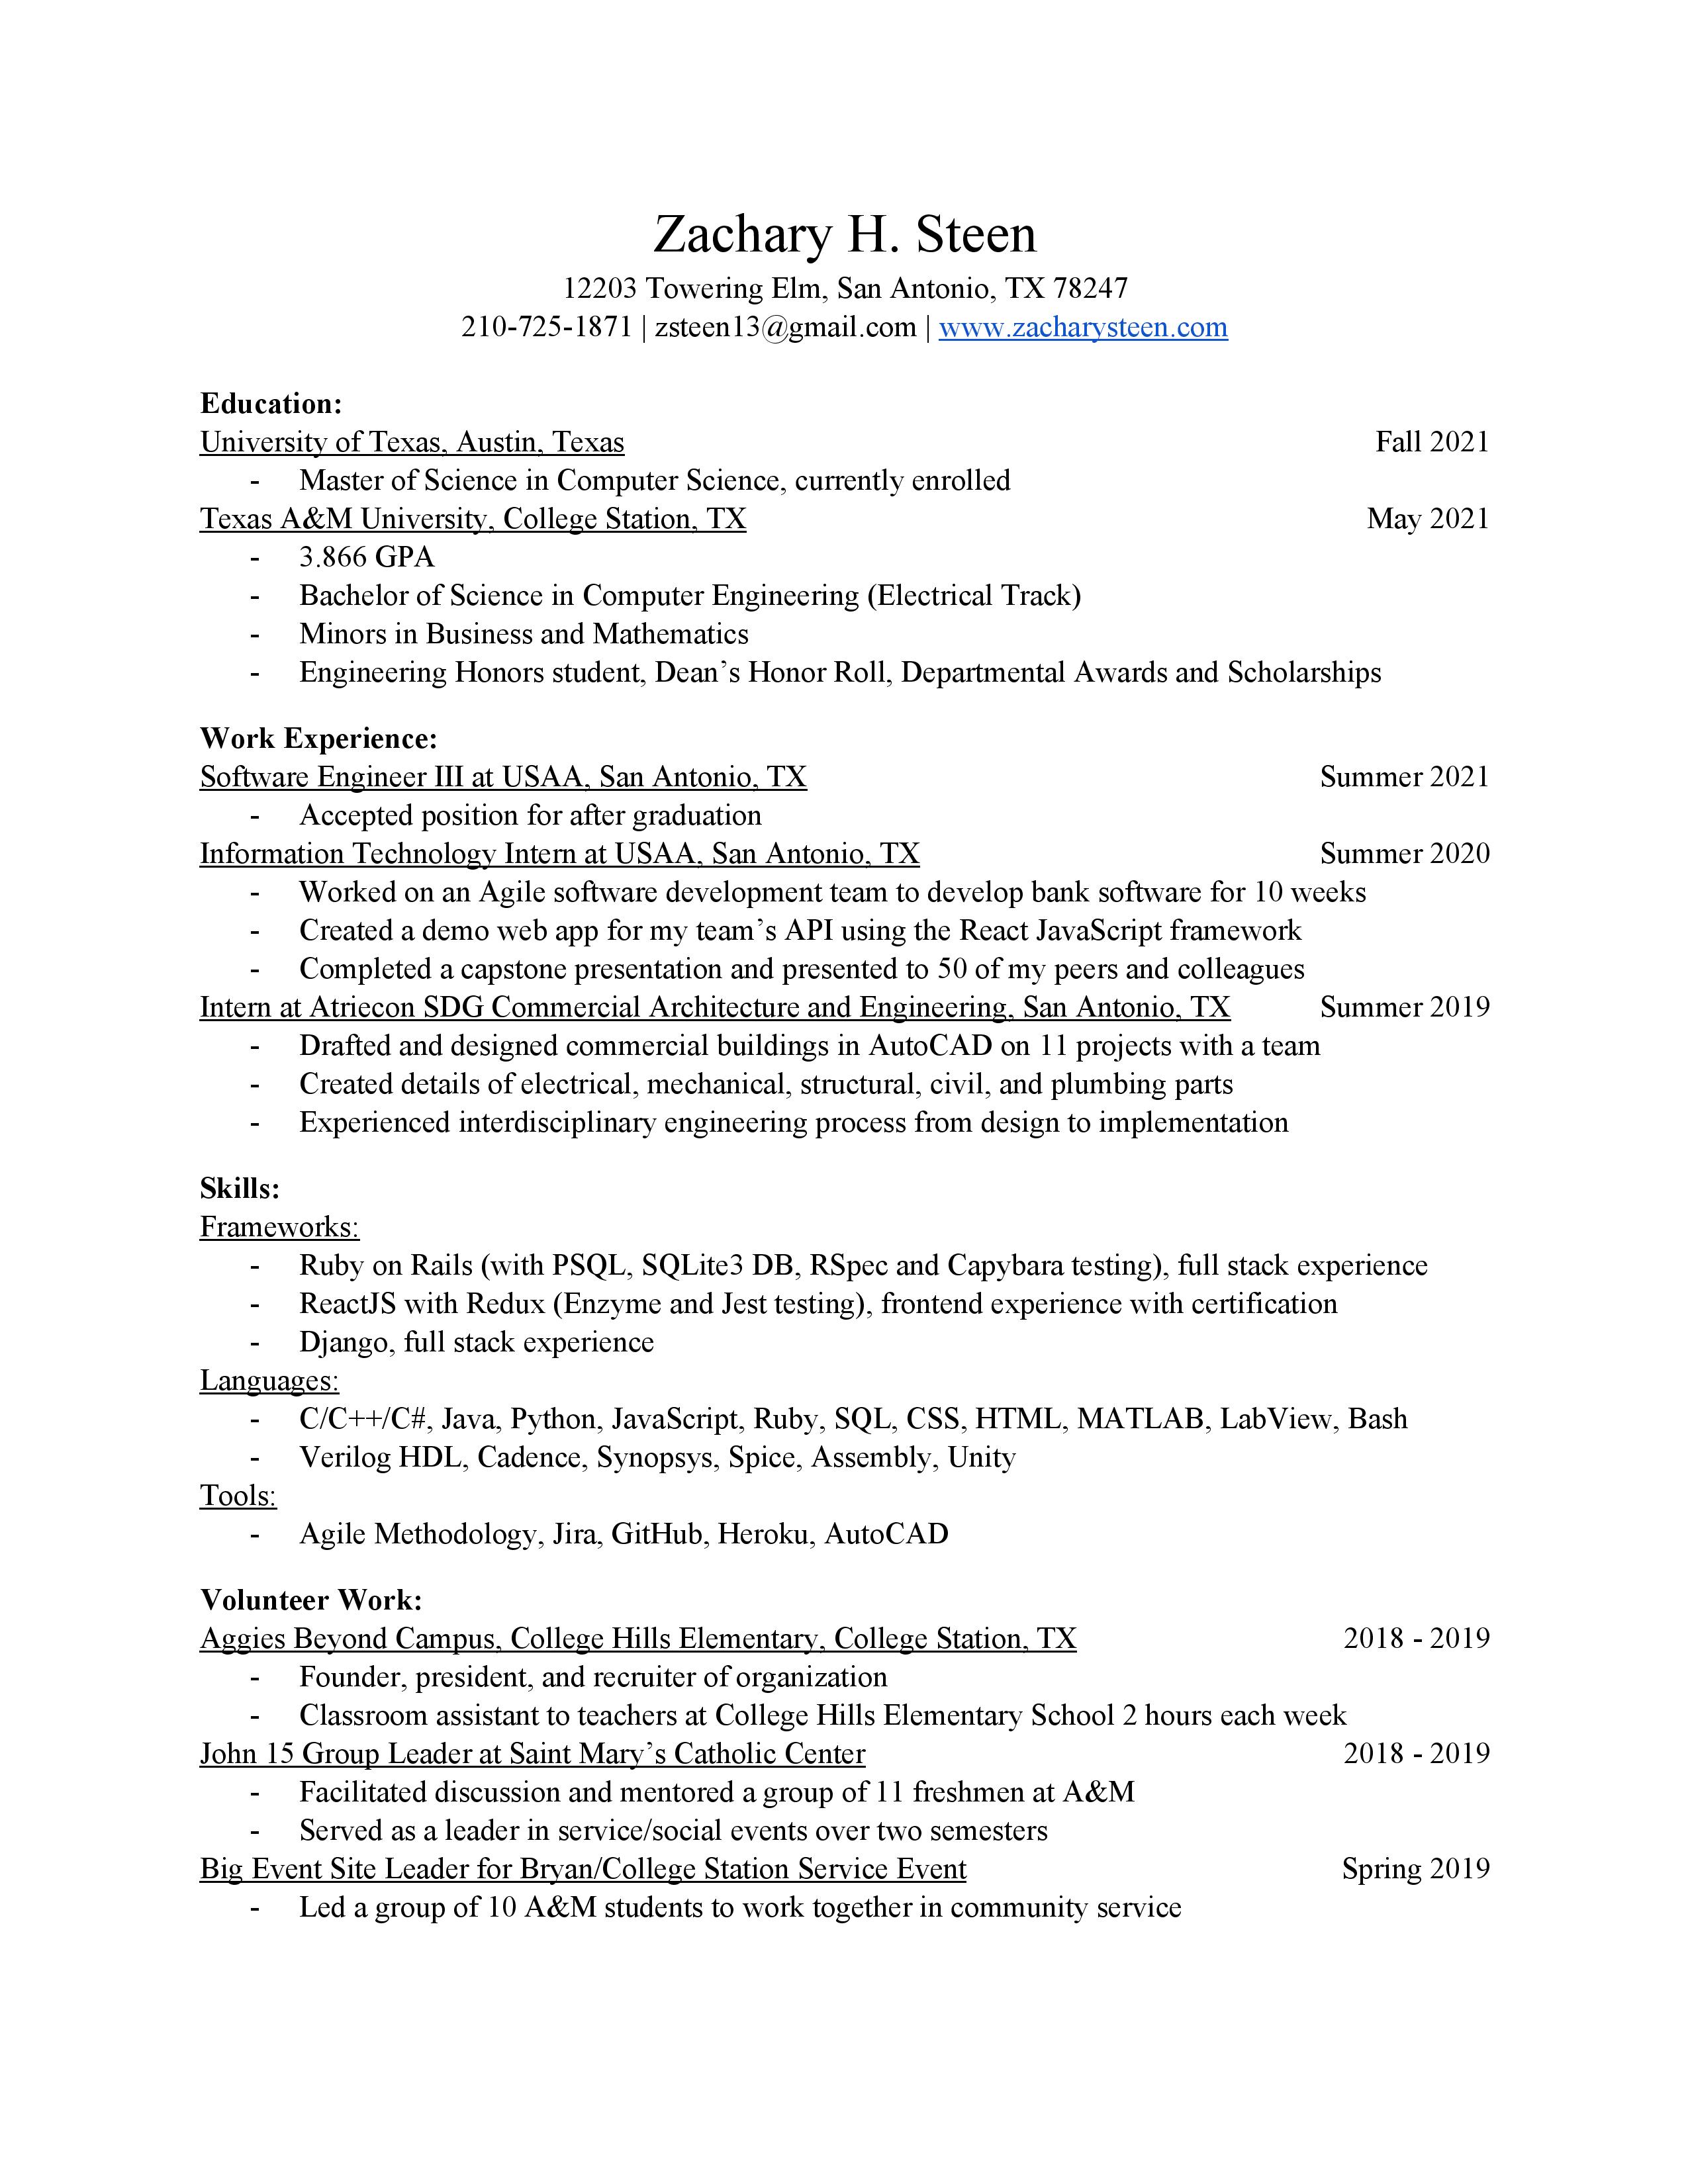 Zachary H. Steen
12203 Towering Elm, San Antonio, TX 78247
210-725-1871 | zsteen13@gmail.com | www.zacharysteen.com
Education:
University of Texas, Austin, Texas Fall 2021
- Master of Science in Computer Science, currently enrolled
Texas A&M University, College Station, TX May 2021
- 3.866 GPA
- Bachelor of Science in Computer Engineering (Electrical Track)
- Minors in Business and Mathematics
- Engineering Honors student, Dean’s Honor Roll, Departmental Awards and Scholarships
Work Experience:
Software Engineer III at USAA, San Antonio, TX Summer 2021
- Accepted position for after graduation
Information Technology Intern at USAA, San Antonio, TX Summer 2020
- Worked on an Agile software development team to develop bank software for 10 weeks
- Created a demo web app for my team’s API using the React JavaScript framework
- Completed a capstone presentation and presented to 50 of my peers and colleagues
Intern at Atriecon SDG Commercial Architecture and Engineering, San Antonio, TX Summer 2019
- Drafted and designed commercial buildings in AutoCAD on 11 projects with a team
- Created details of electrical, mechanical, structural, civil, and plumbing parts
- Experienced interdisciplinary engineering process from design to implementation
Skills:
Frameworks:
- Ruby on Rails (with PSQL, SQLite3 DB, RSpec and Capybara testing), full stack experience
- ReactJS with Redux (Enzyme and Jest testing), frontend experience with certification
- Django, full stack experience
Languages:
- C/C++/C#, Java, Python, JavaScript, Ruby, SQL, CSS, HTML, MATLAB, LabView, Bash
- Verilog HDL, Cadence, Synopsys, Spice, Assembly, Unity
Tools:
- Agile Methodology, Jira, GitHub, Heroku, AutoCAD
Volunteer Work:
Aggies Beyond Campus, College Hills Elementary, College Station, TX 2018 - 2019
- Founder, president, and recruiter of organization
- Classroom assistant to teachers at College Hills Elementary School 2 hours each week
John 15 Group Leader at Saint Mary’s Catholic Center 2018 - 2019
- Facilitated discussion and mentored a group of 11 freshmen at A&M
- Served as a leader in service/social events over two semesters
Big Event Site Leader for Bryan/College Station Service Event Spring 2019
- Led a group of 10 A&M students to work together in community service